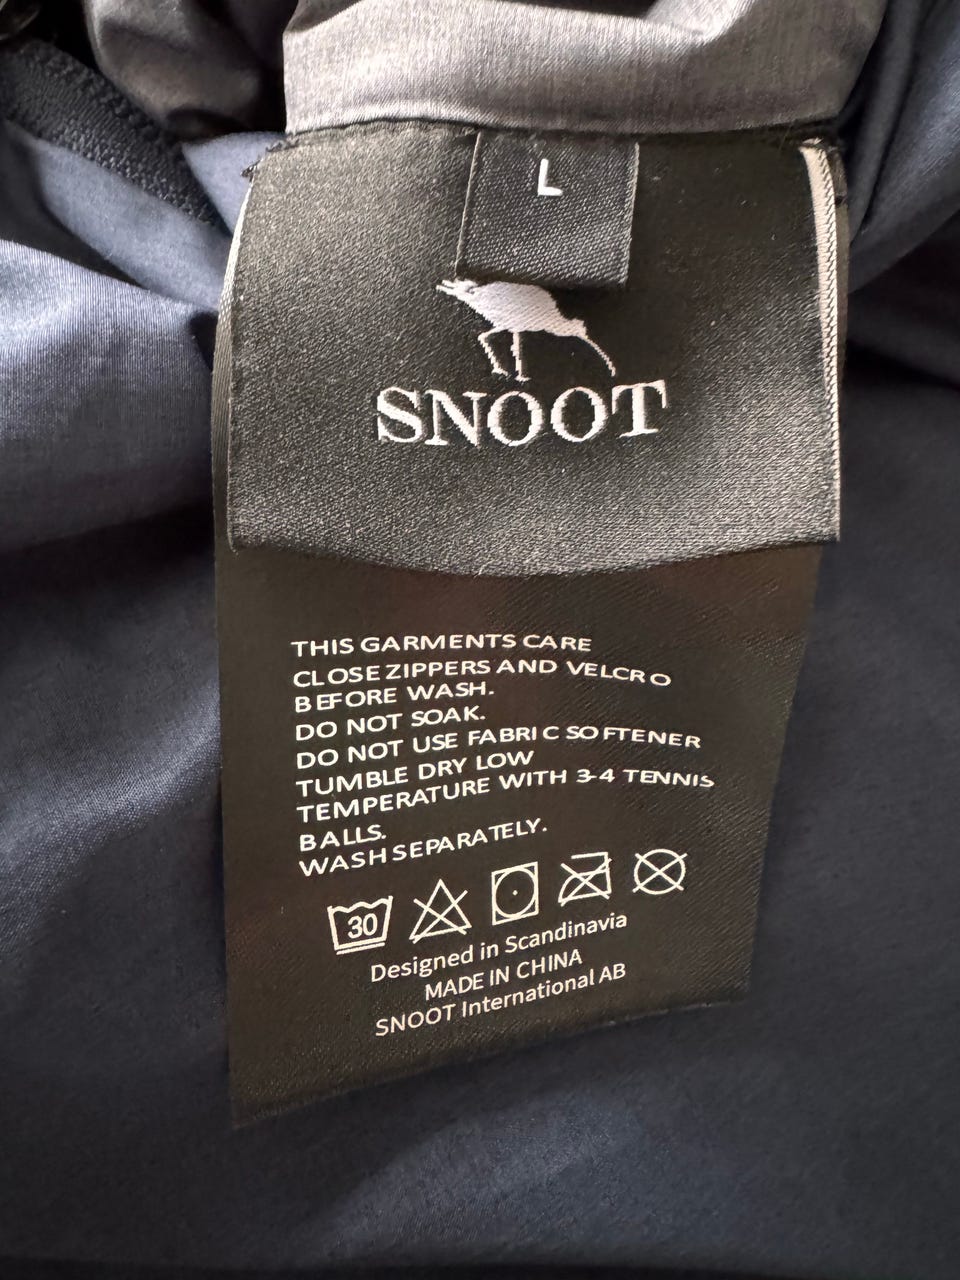 L
SNOOT
THIS GARMENTS CARE
CLOSE ZIPPERS AND VELCRO
BEFORE WASH.
DO NOT SOAK.
DO NOT USE FABRIC SOFTENER
TUMBLE DRY LOW
TEMPERATURE WITH 3-4 TENNIS
BALLS.
WASH SEPARATELY.
30
Designed in Scandinavia
MADE IN CHINA
SNOOT International AB